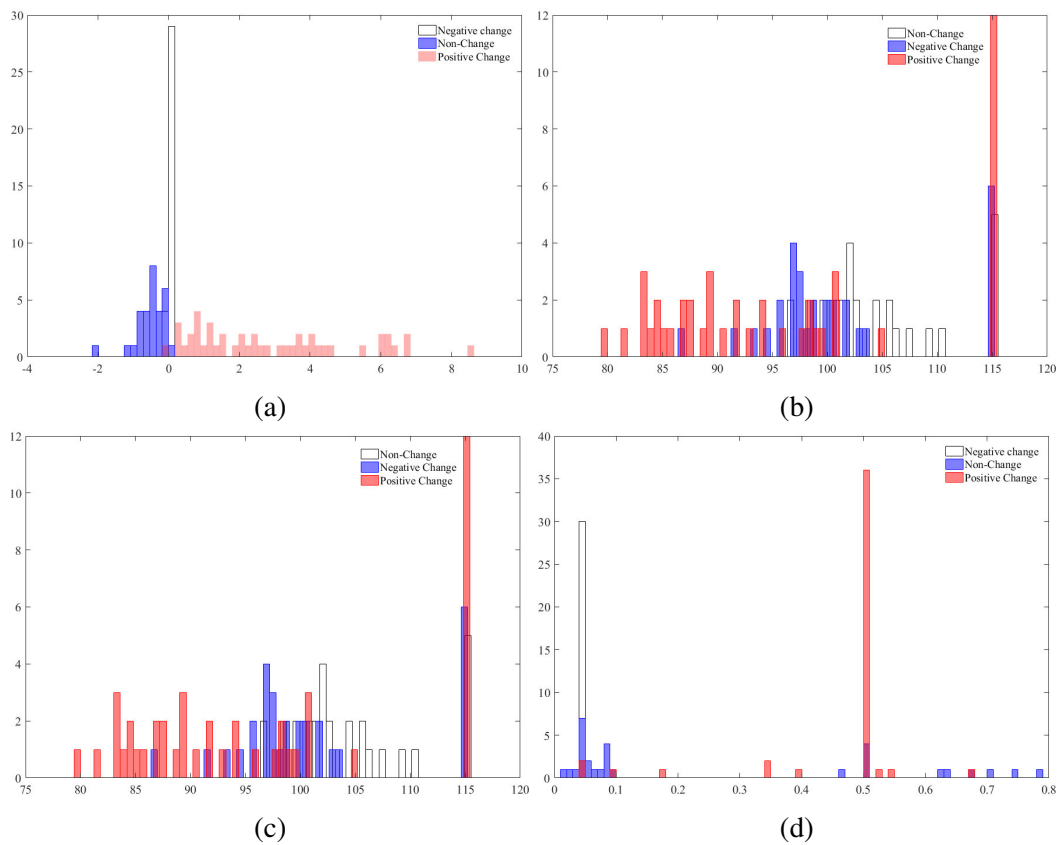 30
25
20
15
10
5
0
-4 -2 0 2 4 6 8 10
Negative change
Non-Change
Positive Change
(a)
12
10
8
6
4
2
0
75 80 85 90 95 100 105 110 115 120
Non-Change
Negative Change
Positive Change
(b)
12
10
8
6
4
2
0
75 80 85 90 95 100 105 110 115 120
Non-Change
Negative Change
Positive Change
(c)
40
35
30
25
20
15
10
5
0
0 0.1 0.2 0.3 0.4 0.5 0.6 0.7 0.8
Negative change
Non-Change
Positive Change
(d)